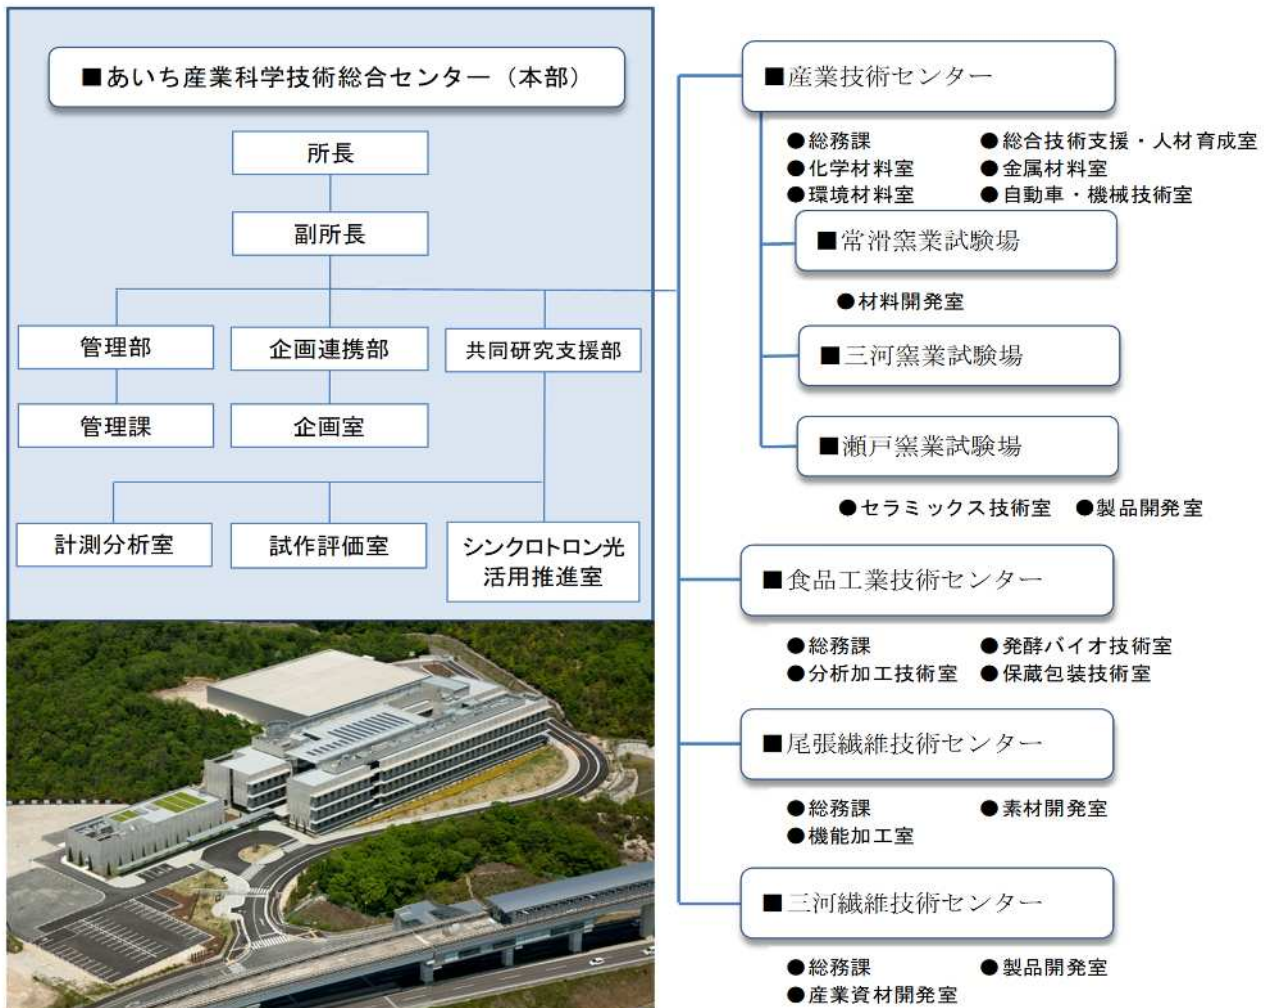 ■あいち産業科学技術総合センター（本部）
所長
副所長
管理部
企画連携部
共同研究支援部
管理課
企画室
計測分析室
試作評価室
シンクロトロン光
活用推進室
■産業技術センター
●総務課 ●総合技術支援・人材育成室
●化学材料室 ●金属材料室
●環境材料室 ●自動車・機械技術室
■常滑窯業試験場
●材料開発室
■三河窯業試験場
■瀬戸窯業試験場
●セラミックス技術室 ●製品開発室
■食品工業技術センター
●総務課 ●発酵バイオ技術室
●分析加工技術室 ●保蔵包装技術室
■尾張繊維技術センター
●総務課 ●素材開発室
●機能加工室
■三河繊維技術センター
●総務課 ●製品開発室
●産業資材開発室